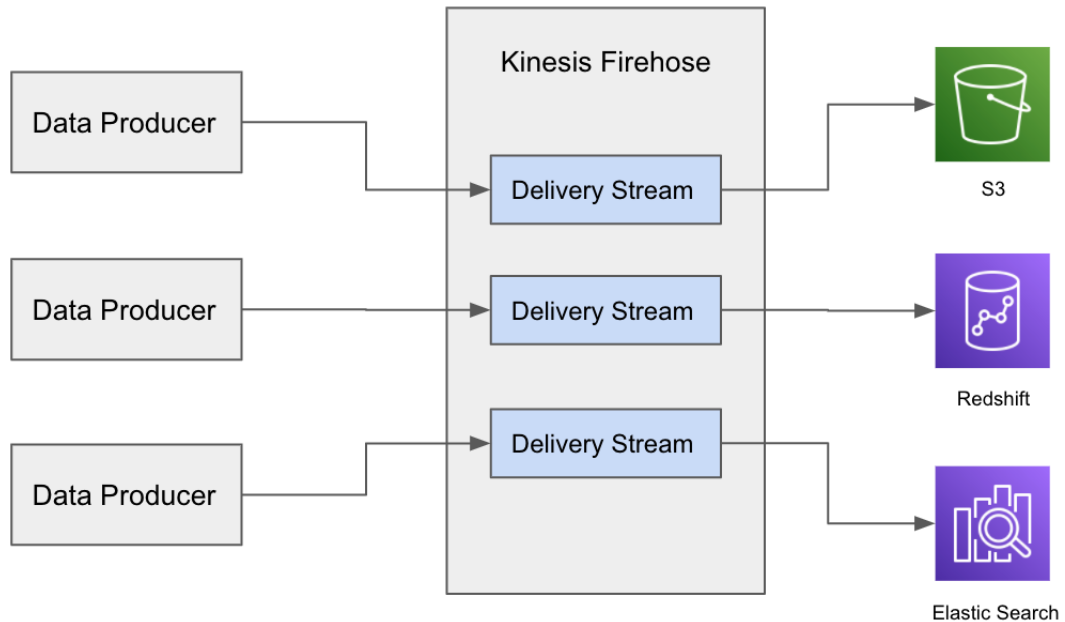 Kinesis Firehose
Data Producer
Delivery Stream
S3
Data Producer
Delivery Stream
Redshift
Data Producer
Delivery Stream
Elastic Search